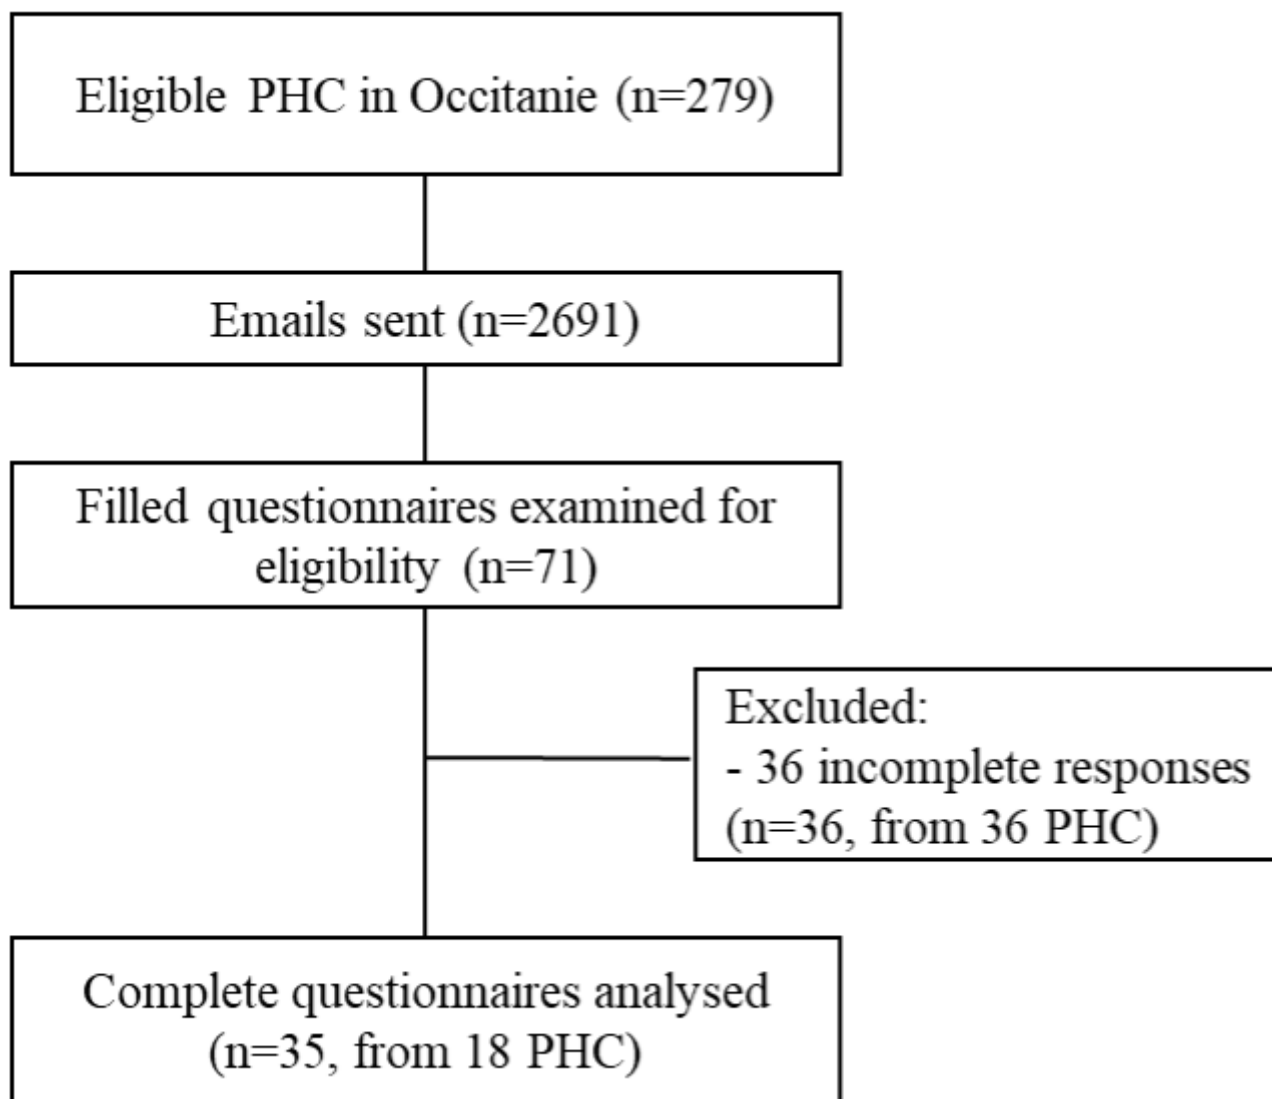 Eligible PHC in Occitanie (n=279)
Emails sent (n=2691)
Filled questionnaires examined for
eligibility (n=71)
Excluded:
- 36 incomplete responses
(n=36, from 36 PHC)
Complete questionnaires analysed
(n=35, from 18 PHC)